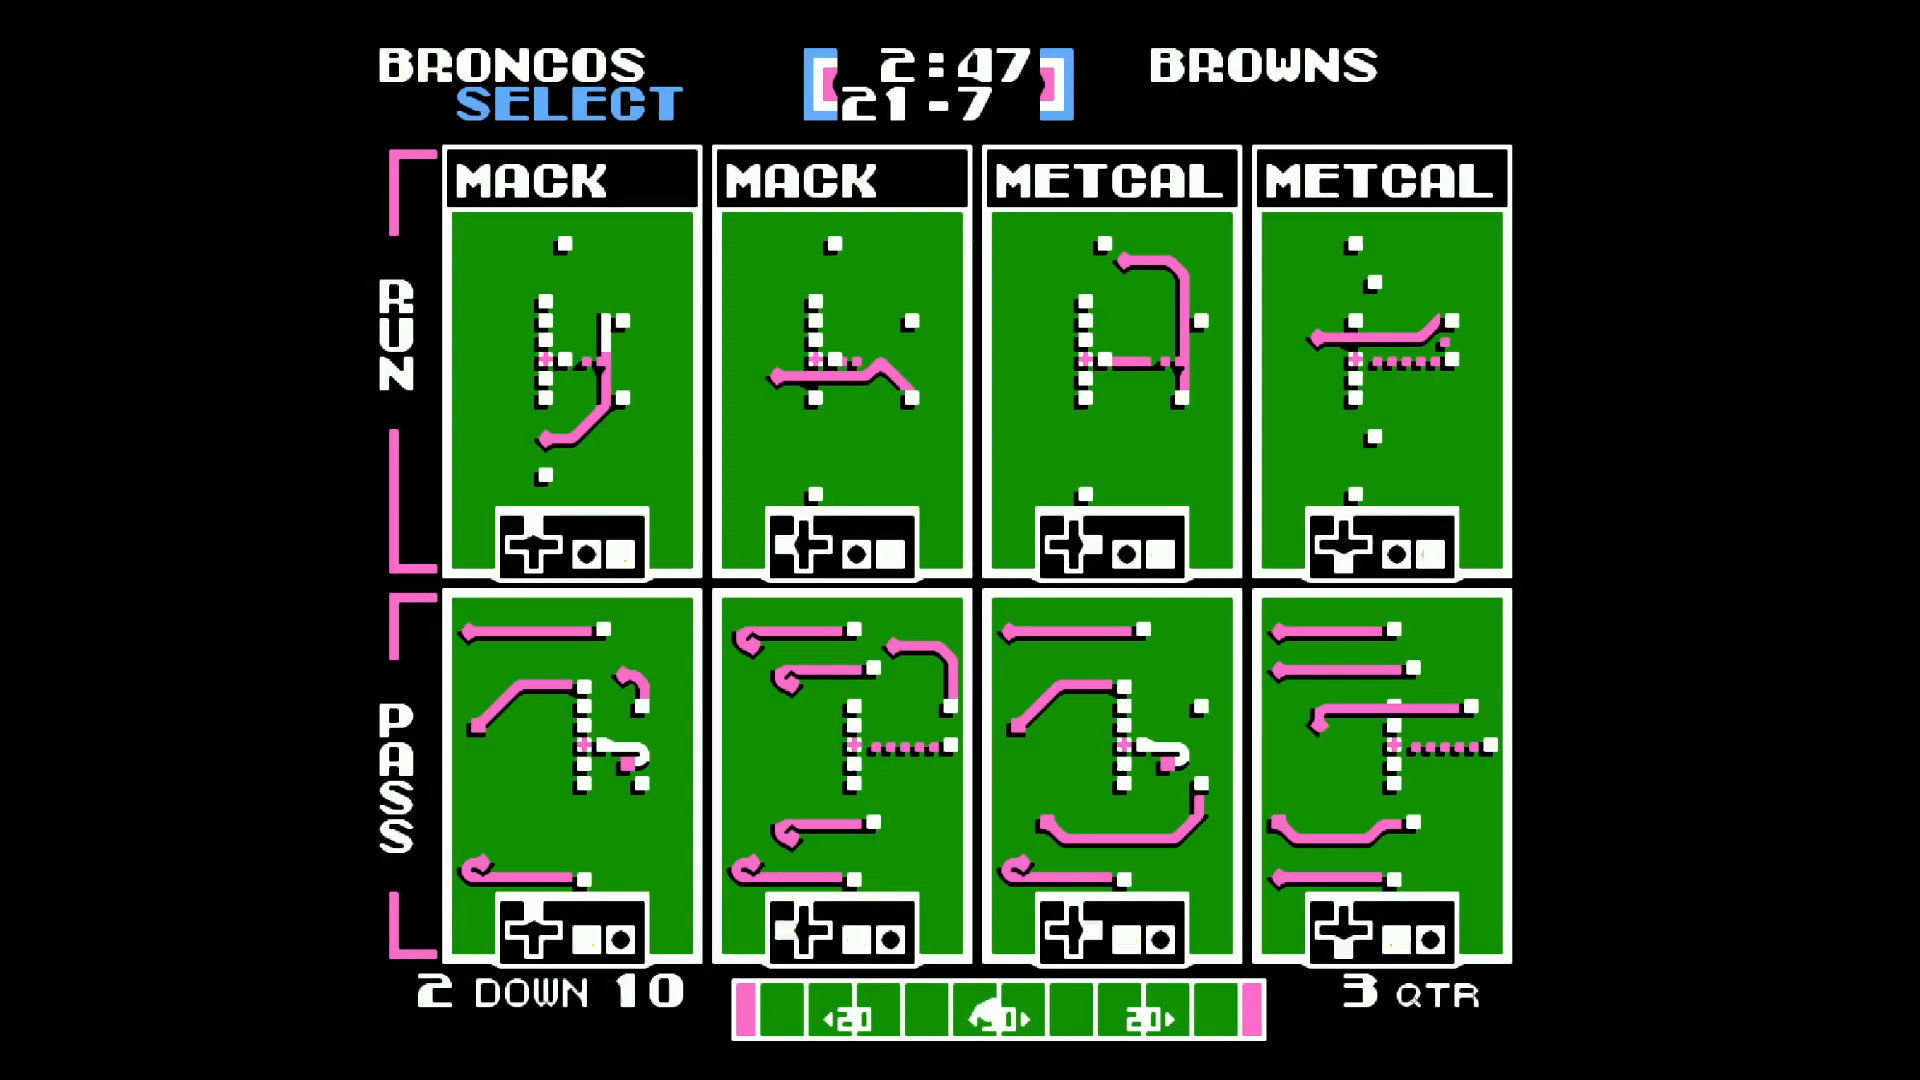 BRONCOS 2:47 BROWNS
SELECT 21-7
MACK MACK METCAL METCAL
RUN
PASS
2 DOWN 10 3 QTR
20 20